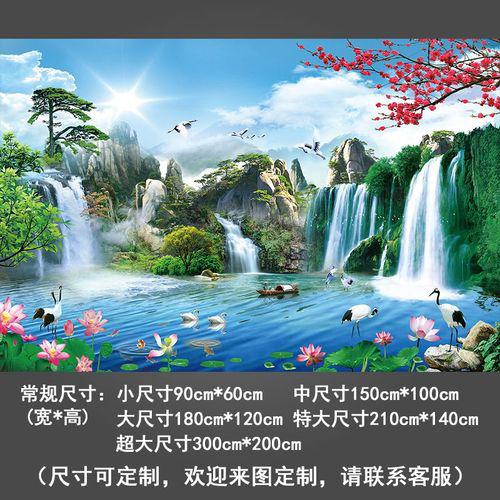 常规尺寸：小尺寸90cm*60cm 中尺寸150cm*100cm
(宽*高) 大尺寸180cm*120cm 特大尺寸210cm*140cm
超大尺寸300cm*200cm
（尺寸可定制，欢迎来图定制，请联系客服）